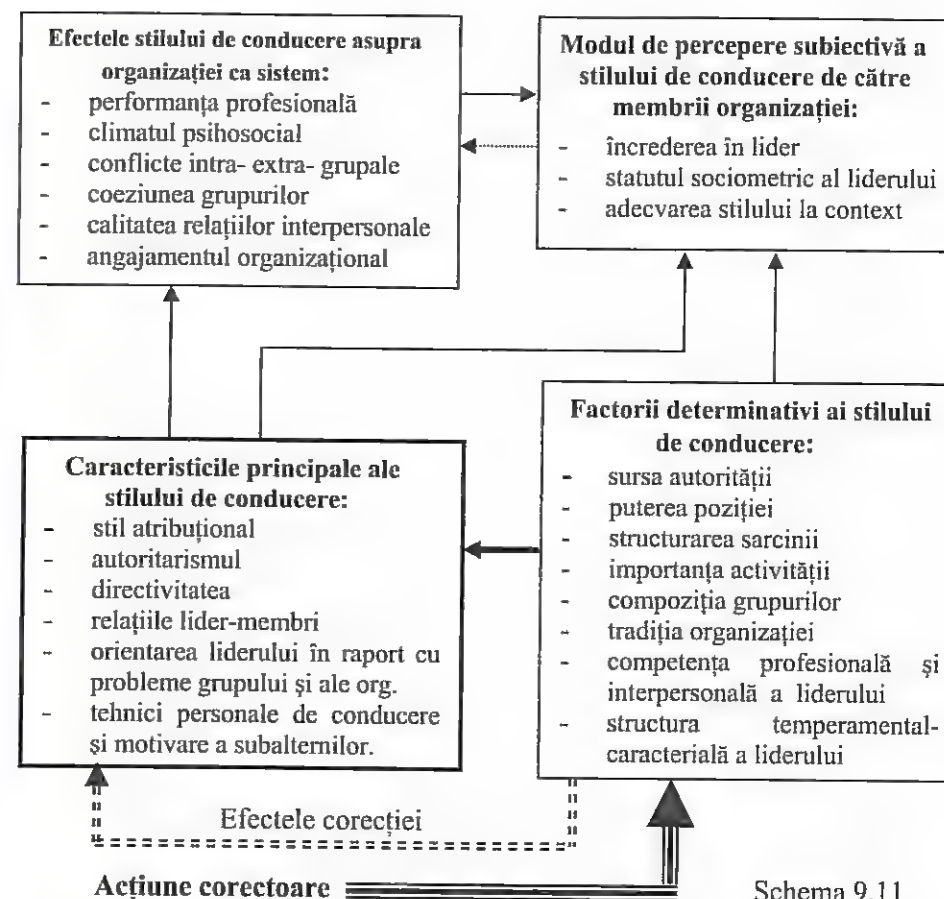 Efectele stilului de conducere asupra
organizației ca sistem:
- performanța profesională
- climatul psihosocial
- conflicte intra- extra- grupale
- coeziunea grupurilor
- calitatea relațiilor interpersonale
- angajamentul organizațional
Modul de percepere subiectivă a
stilului de conducere de către
membrii organizației:
- încrederea în lider
- statutul sociometric al liderului
- adecvarea stilului la context
Caracteristicile principale ale
stilului de conducere:
- stil atribuțional
- autoritarismul
- directivitatea
- relațiile lider-membri
- orientarea liderului în raport cu
probleme grupului și ale org.
- tehnici personale de conducere
și motivare a subalternilor.
Factorii determinativi ai stilului
de conducere:
- sursa autorității
- puterea poziției
- structurarea sarcinii
- importanța activității
- compoziția grupurilor
- tradiția organizației
- competența profesională și
interpersonală a liderului
- structura temperamental-
caracterială a liderului
Efectele corecției
Acțiune corectoare
Schema 9.11